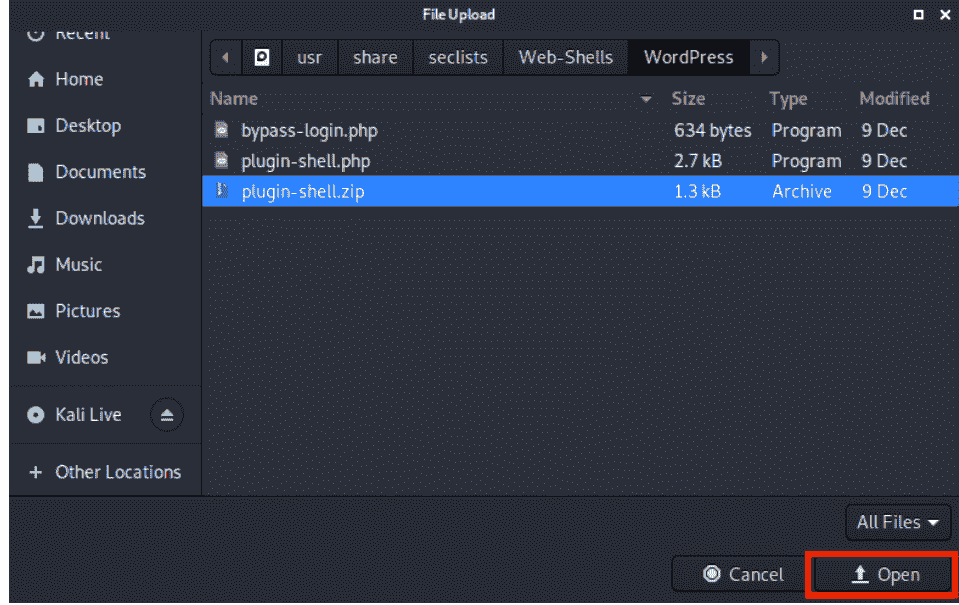 File Upload
Recent
usr share seclists Web-Shells WordPress
Home
Name Size Type Modified
Desktop
bypass-login.php 634 bytes Program 9 Dec
plugin-shell.php 2.7 kB Program 9 Dec
Documents
plugin-shell.zip 1.3 kB Archive 9 Dec
Downloads
Music
Pictures
Videos
Kali Live
Other Locations
All Files
Cancel Open